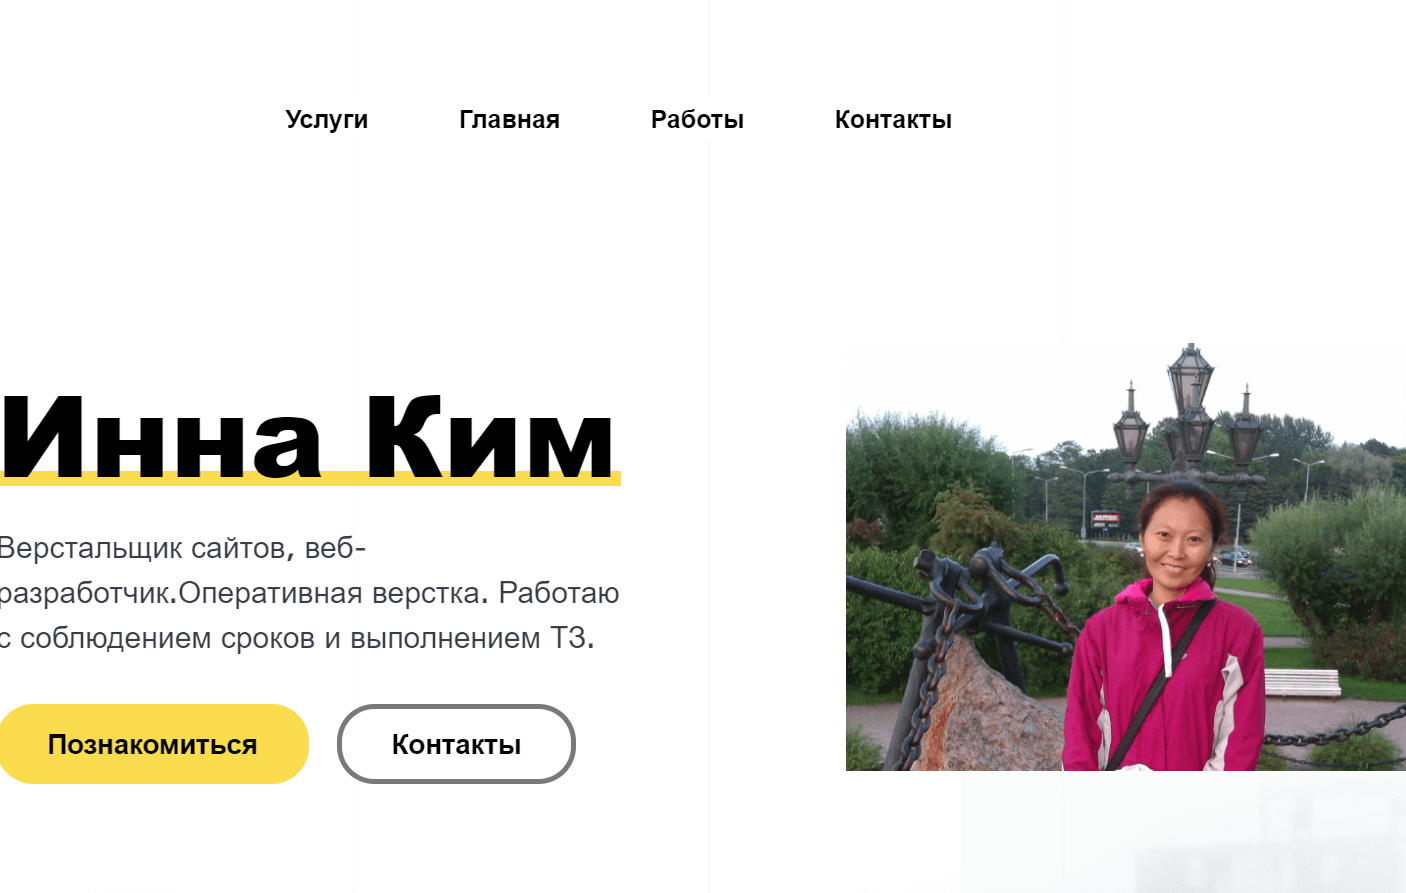 Услуги Главная Работы Контакты
Инна Ким
Верстальщик сайтов, веб-
разработчик.Оперативная верстка. Работаю
с соблюдением сроков и выполнением ТЗ.
Познакомиться Контакты